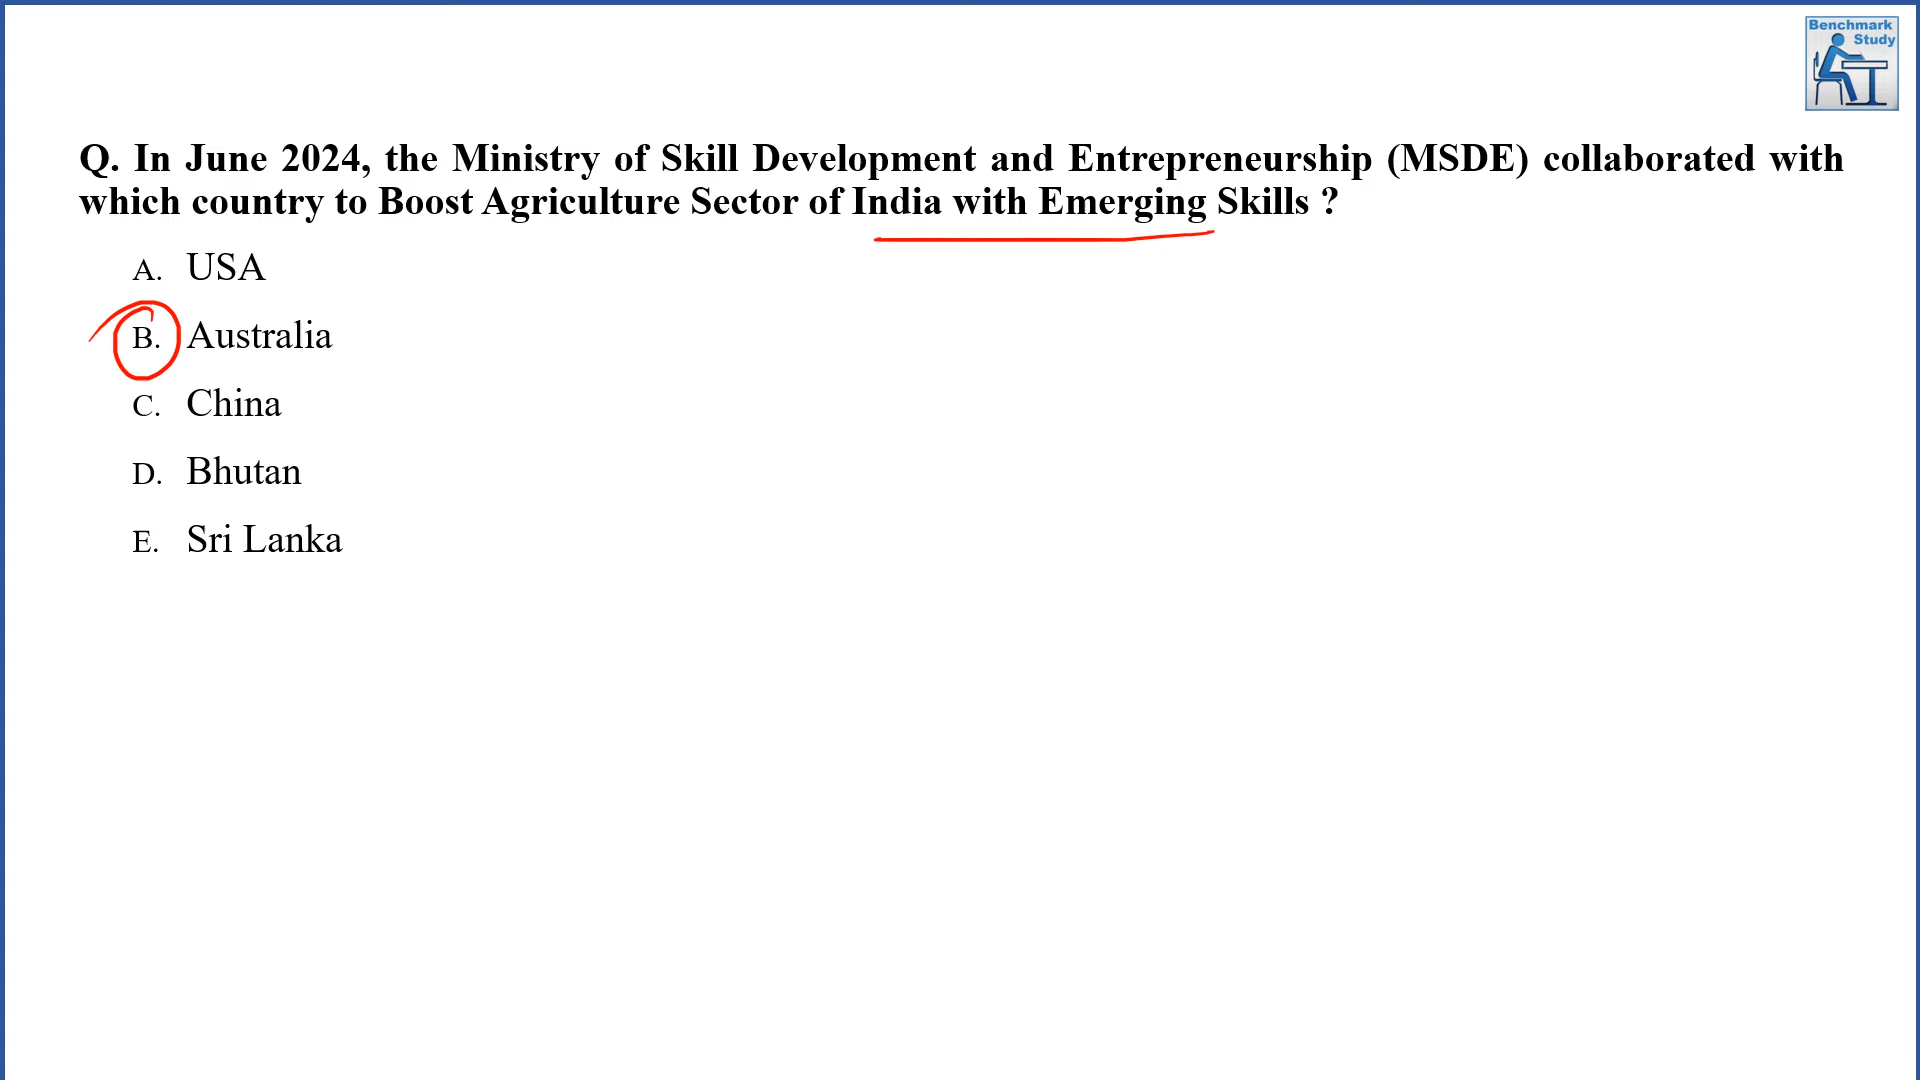 Benchmark
Study
Q. In June 2024, the Ministry of Skill Development and Entrepreneurship (MSDE) collaborated with
which country to Boost Agriculture Sector of India with Emerging Skills ?
A. USA
B. Australia
C. China
D. Bhutan
E. Sri Lanka